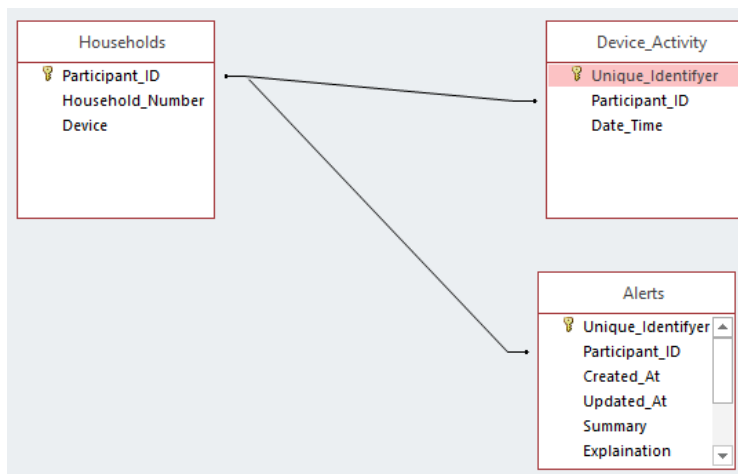 Households
Participant_ID
Household_Number
Device
Device_Activity
Unique_Identifyer
Participant_ID
Date_Time
Alerts
Unique_Identifyer
Participant_ID
Created_At
Updated_At
Summary
Explaination